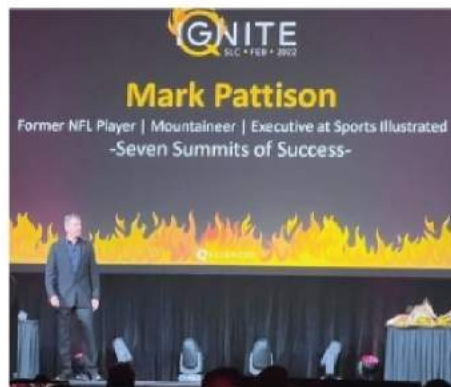 IGNITE
SLC • FEB • 2022
Mark Pattison
Former NFL Player | Mountaineer | Executive at Sports Illustrated
-Seven Summits of Success-